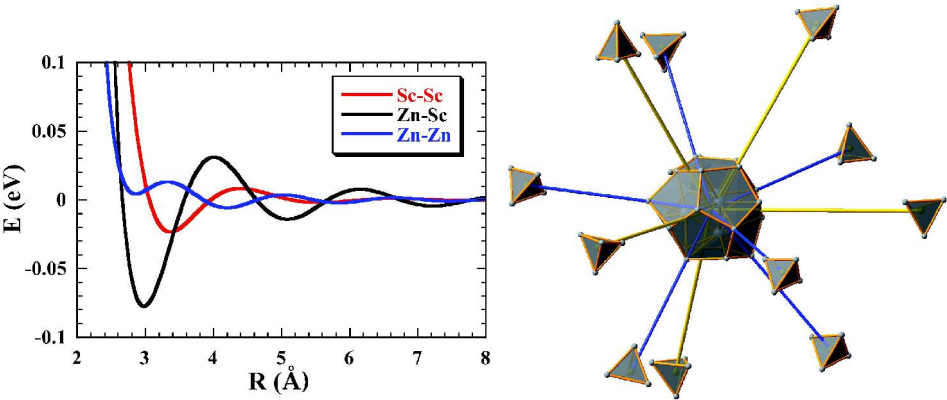 0.1
0.05
0
-0.05
-0.1
E (eV)
Sc-Sc
Zn-Sc
Zn-Zn
2 3 4 5 6 7 8
R (Å)